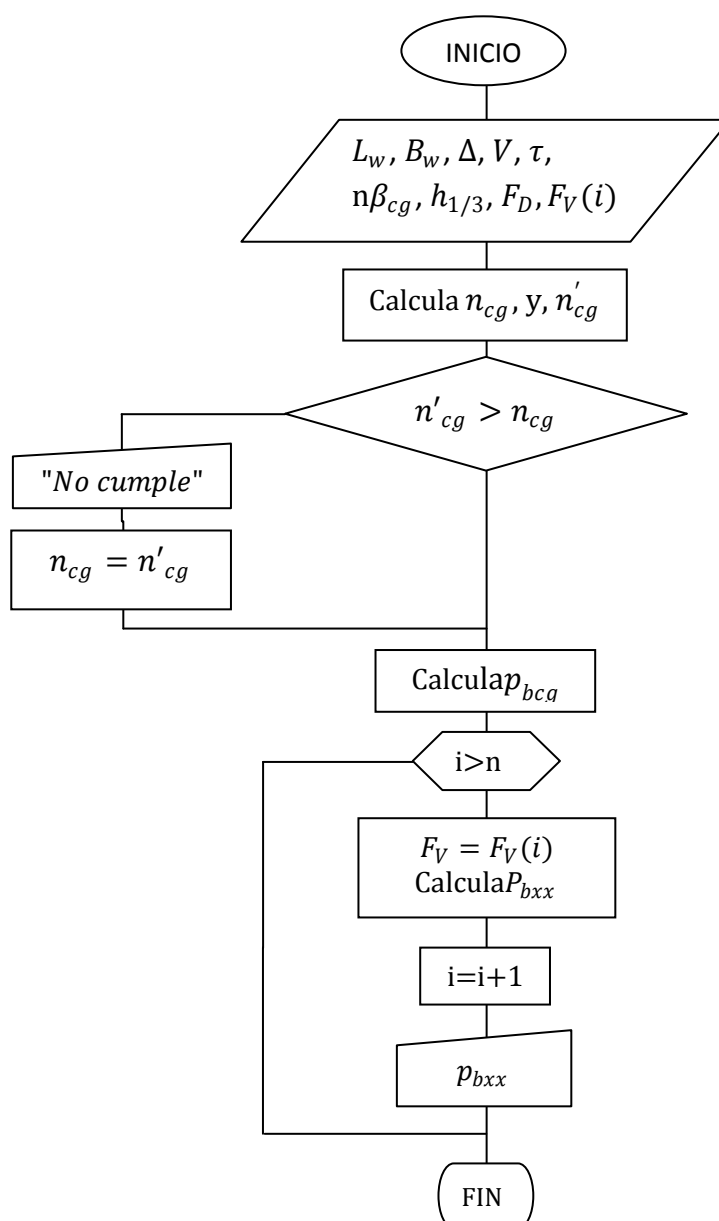 INICIO
L_w, B_w, Δ, V, τ,
nβ_cg, h_1/3, F_D, F_V(i)
Calcula n_cg, y, n'_cg
n'_cg > n_cg
"No cumple"
n_cg = n'_cg
Calculap_bcg
i>n
F_V = F_V(i)
CalculaP_bxx
i=i+1
p_bxx
FIN